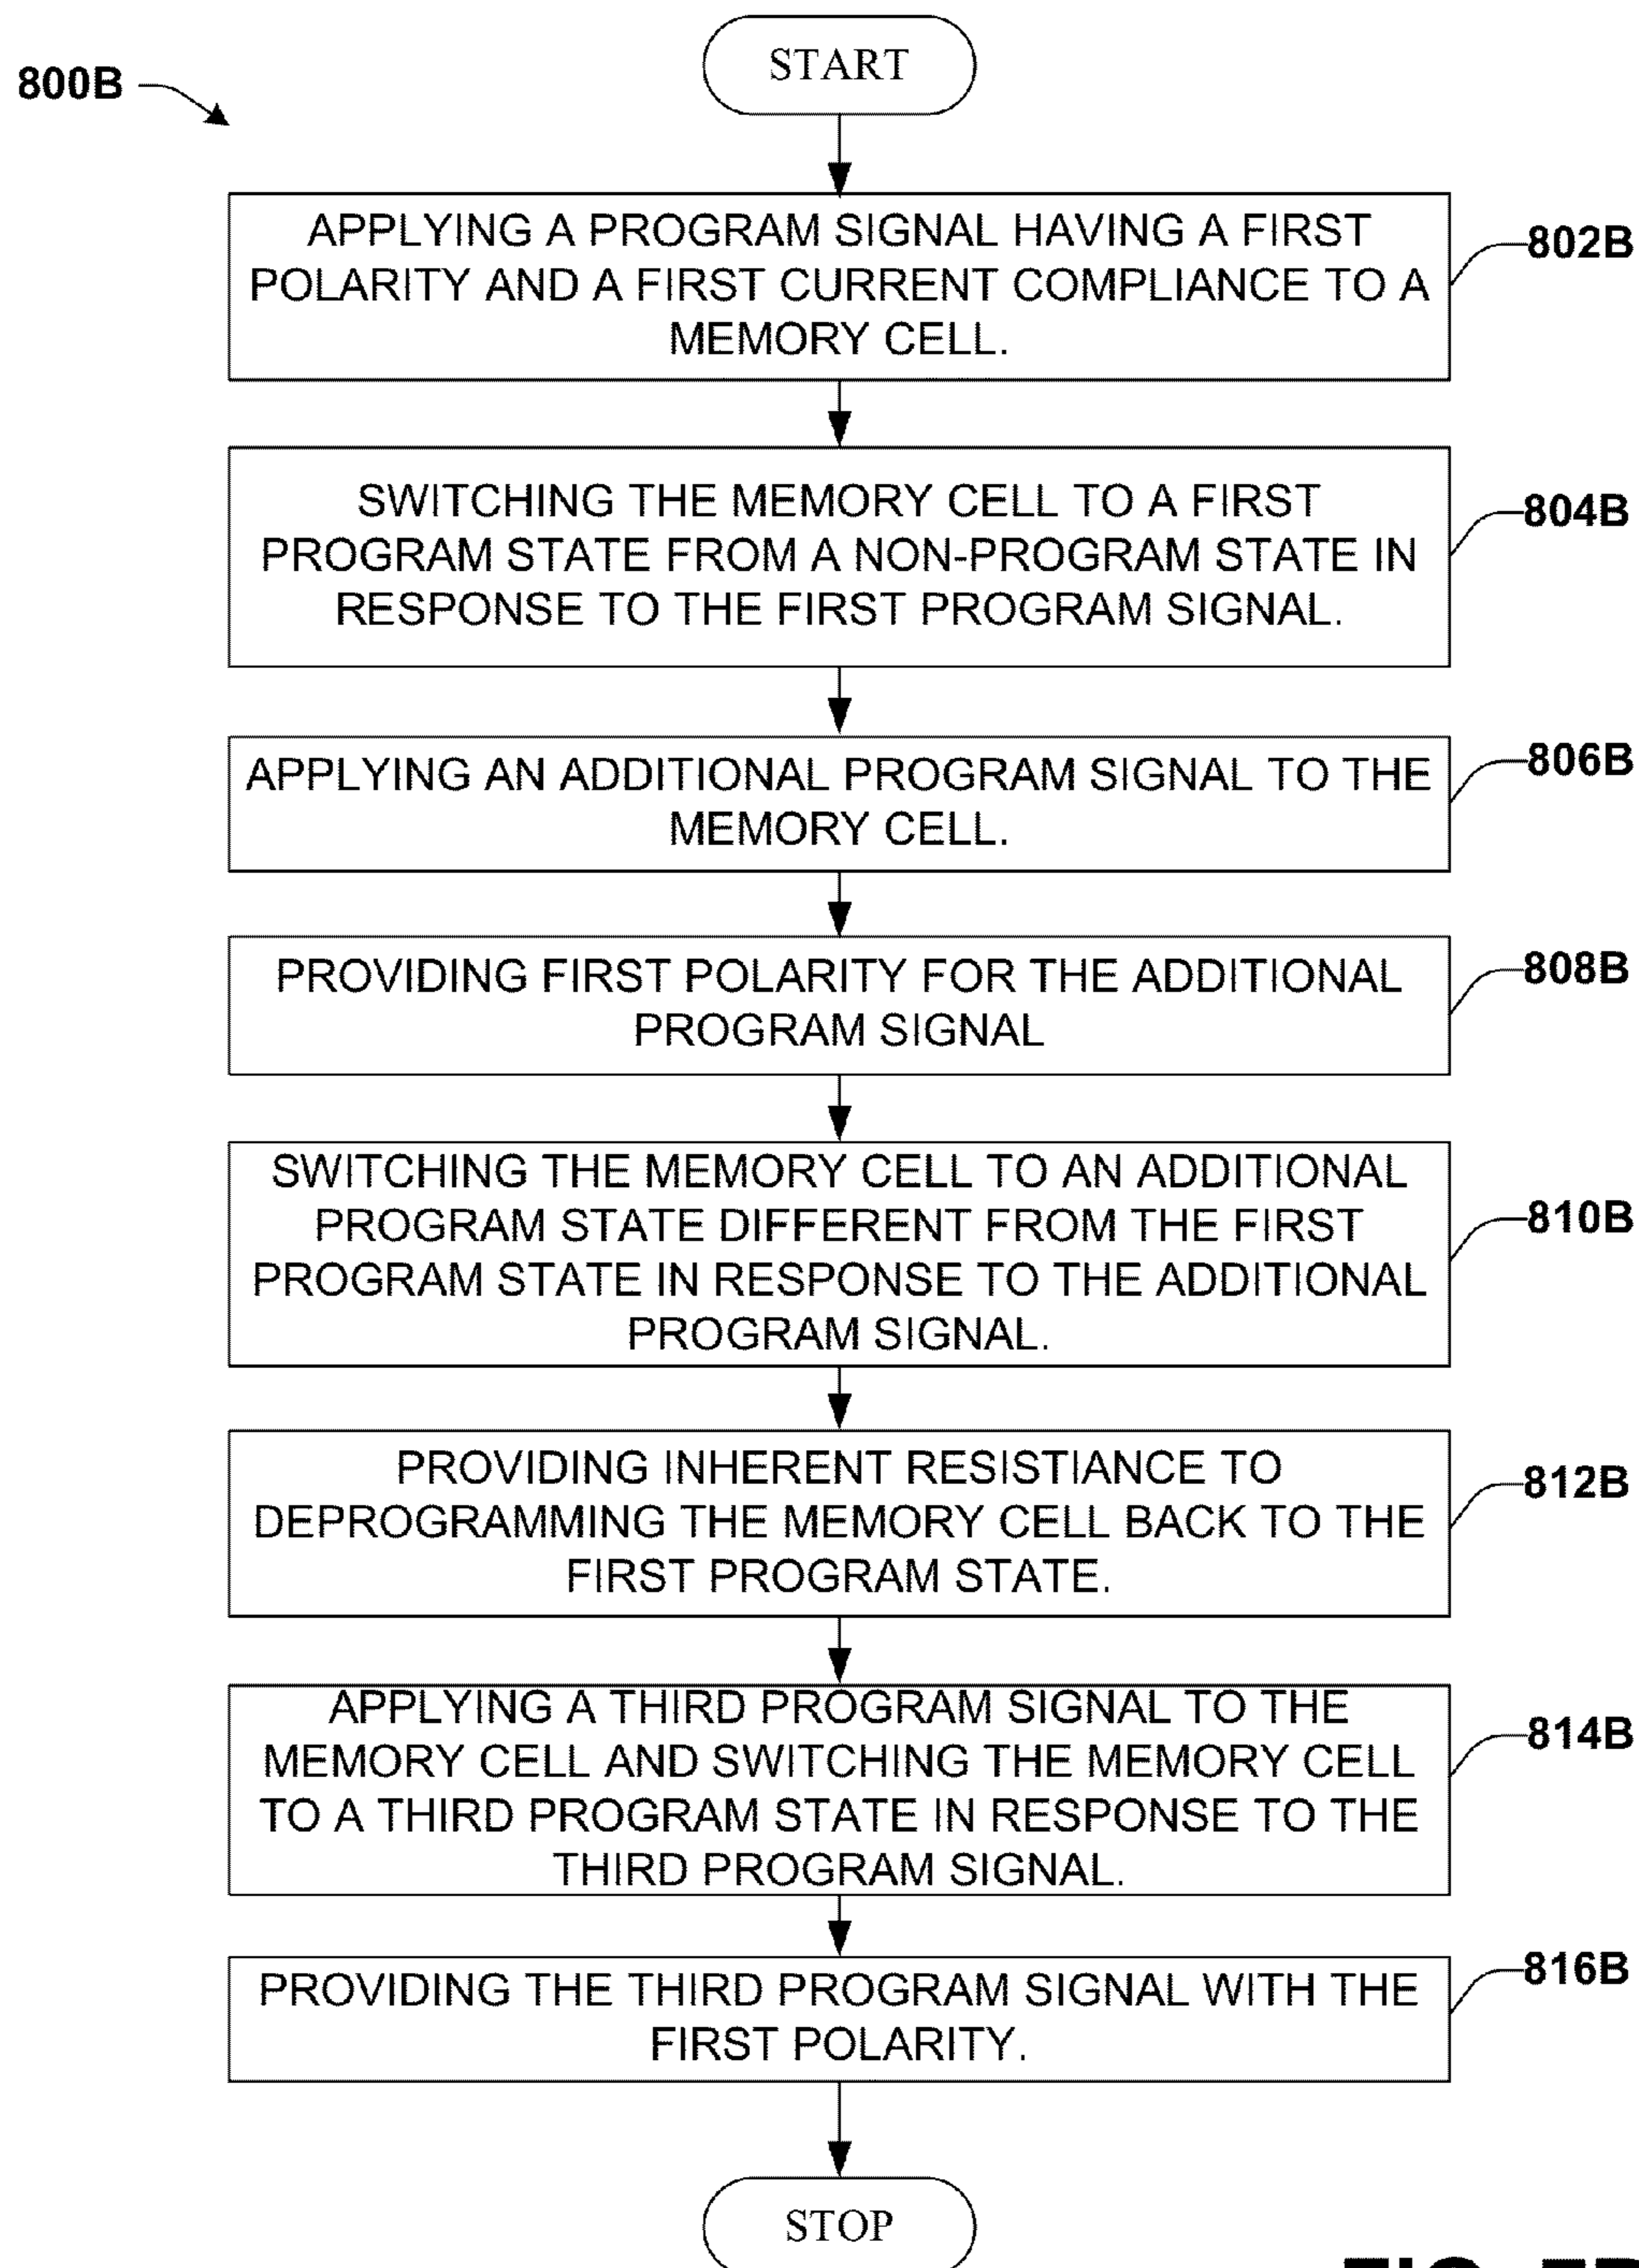 START
800B
APPLYING A PROGRAM SIGNAL HAVING A FIRST
POLARITY AND A FIRST CURRENT COMPLIANCE TO A
MEMORY CELL.
802B
SWITCHING THE MEMORY CELL TO A FIRST
PROGRAM STATE FROM A NON-PROGRAM STATE IN
RESPONSE TO THE FIRST PROGRAM SIGNAL.
804B
APPLYING AN ADDITIONAL PROGRAM SIGNAL TO THE
MEMORY CELL.
806B
PROVIDING FIRST POLARITY FOR THE ADDITIONAL
PROGRAM SIGNAL
808B
SWITCHING THE MEMORY CELL TO AN ADDITIONAL
PROGRAM STATE DIFFERENT FROM THE FIRST
PROGRAM STATE IN RESPONSE TO THE ADDITIONAL
PROGRAM SIGNAL.
810B
PROVIDING INHERENT RESISTIANCE TO
DEPROGRAMMING THE MEMORY CELL BACK TO THE
FIRST PROGRAM STATE.
812B
APPLYING A THIRD PROGRAM SIGNAL TO THE
MEMORY CELL AND SWITCHING THE MEMORY CELL
TO A THIRD PROGRAM STATE IN RESPONSE TO THE
THIRD PROGRAM SIGNAL.
814B
PROVIDING THE THIRD PROGRAM SIGNAL WITH THE
FIRST POLARITY.
816B
STOP